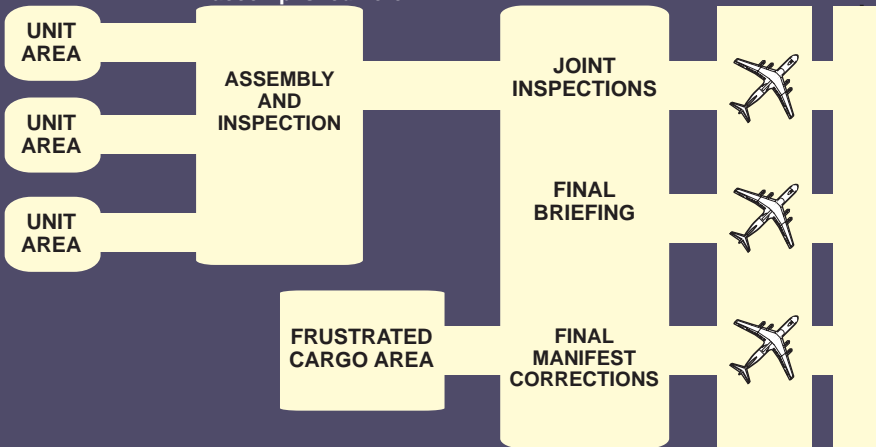 UNIT
AREA
UNIT
AREA
UNIT
AREA
ASSEMBLY
AND
INSPECTION
FRUSTRATED
CARGO AREA
JOINT
INSPECTIONS
FINAL
BRIEFING
FINAL
MANIFEST
CORRECTIONS